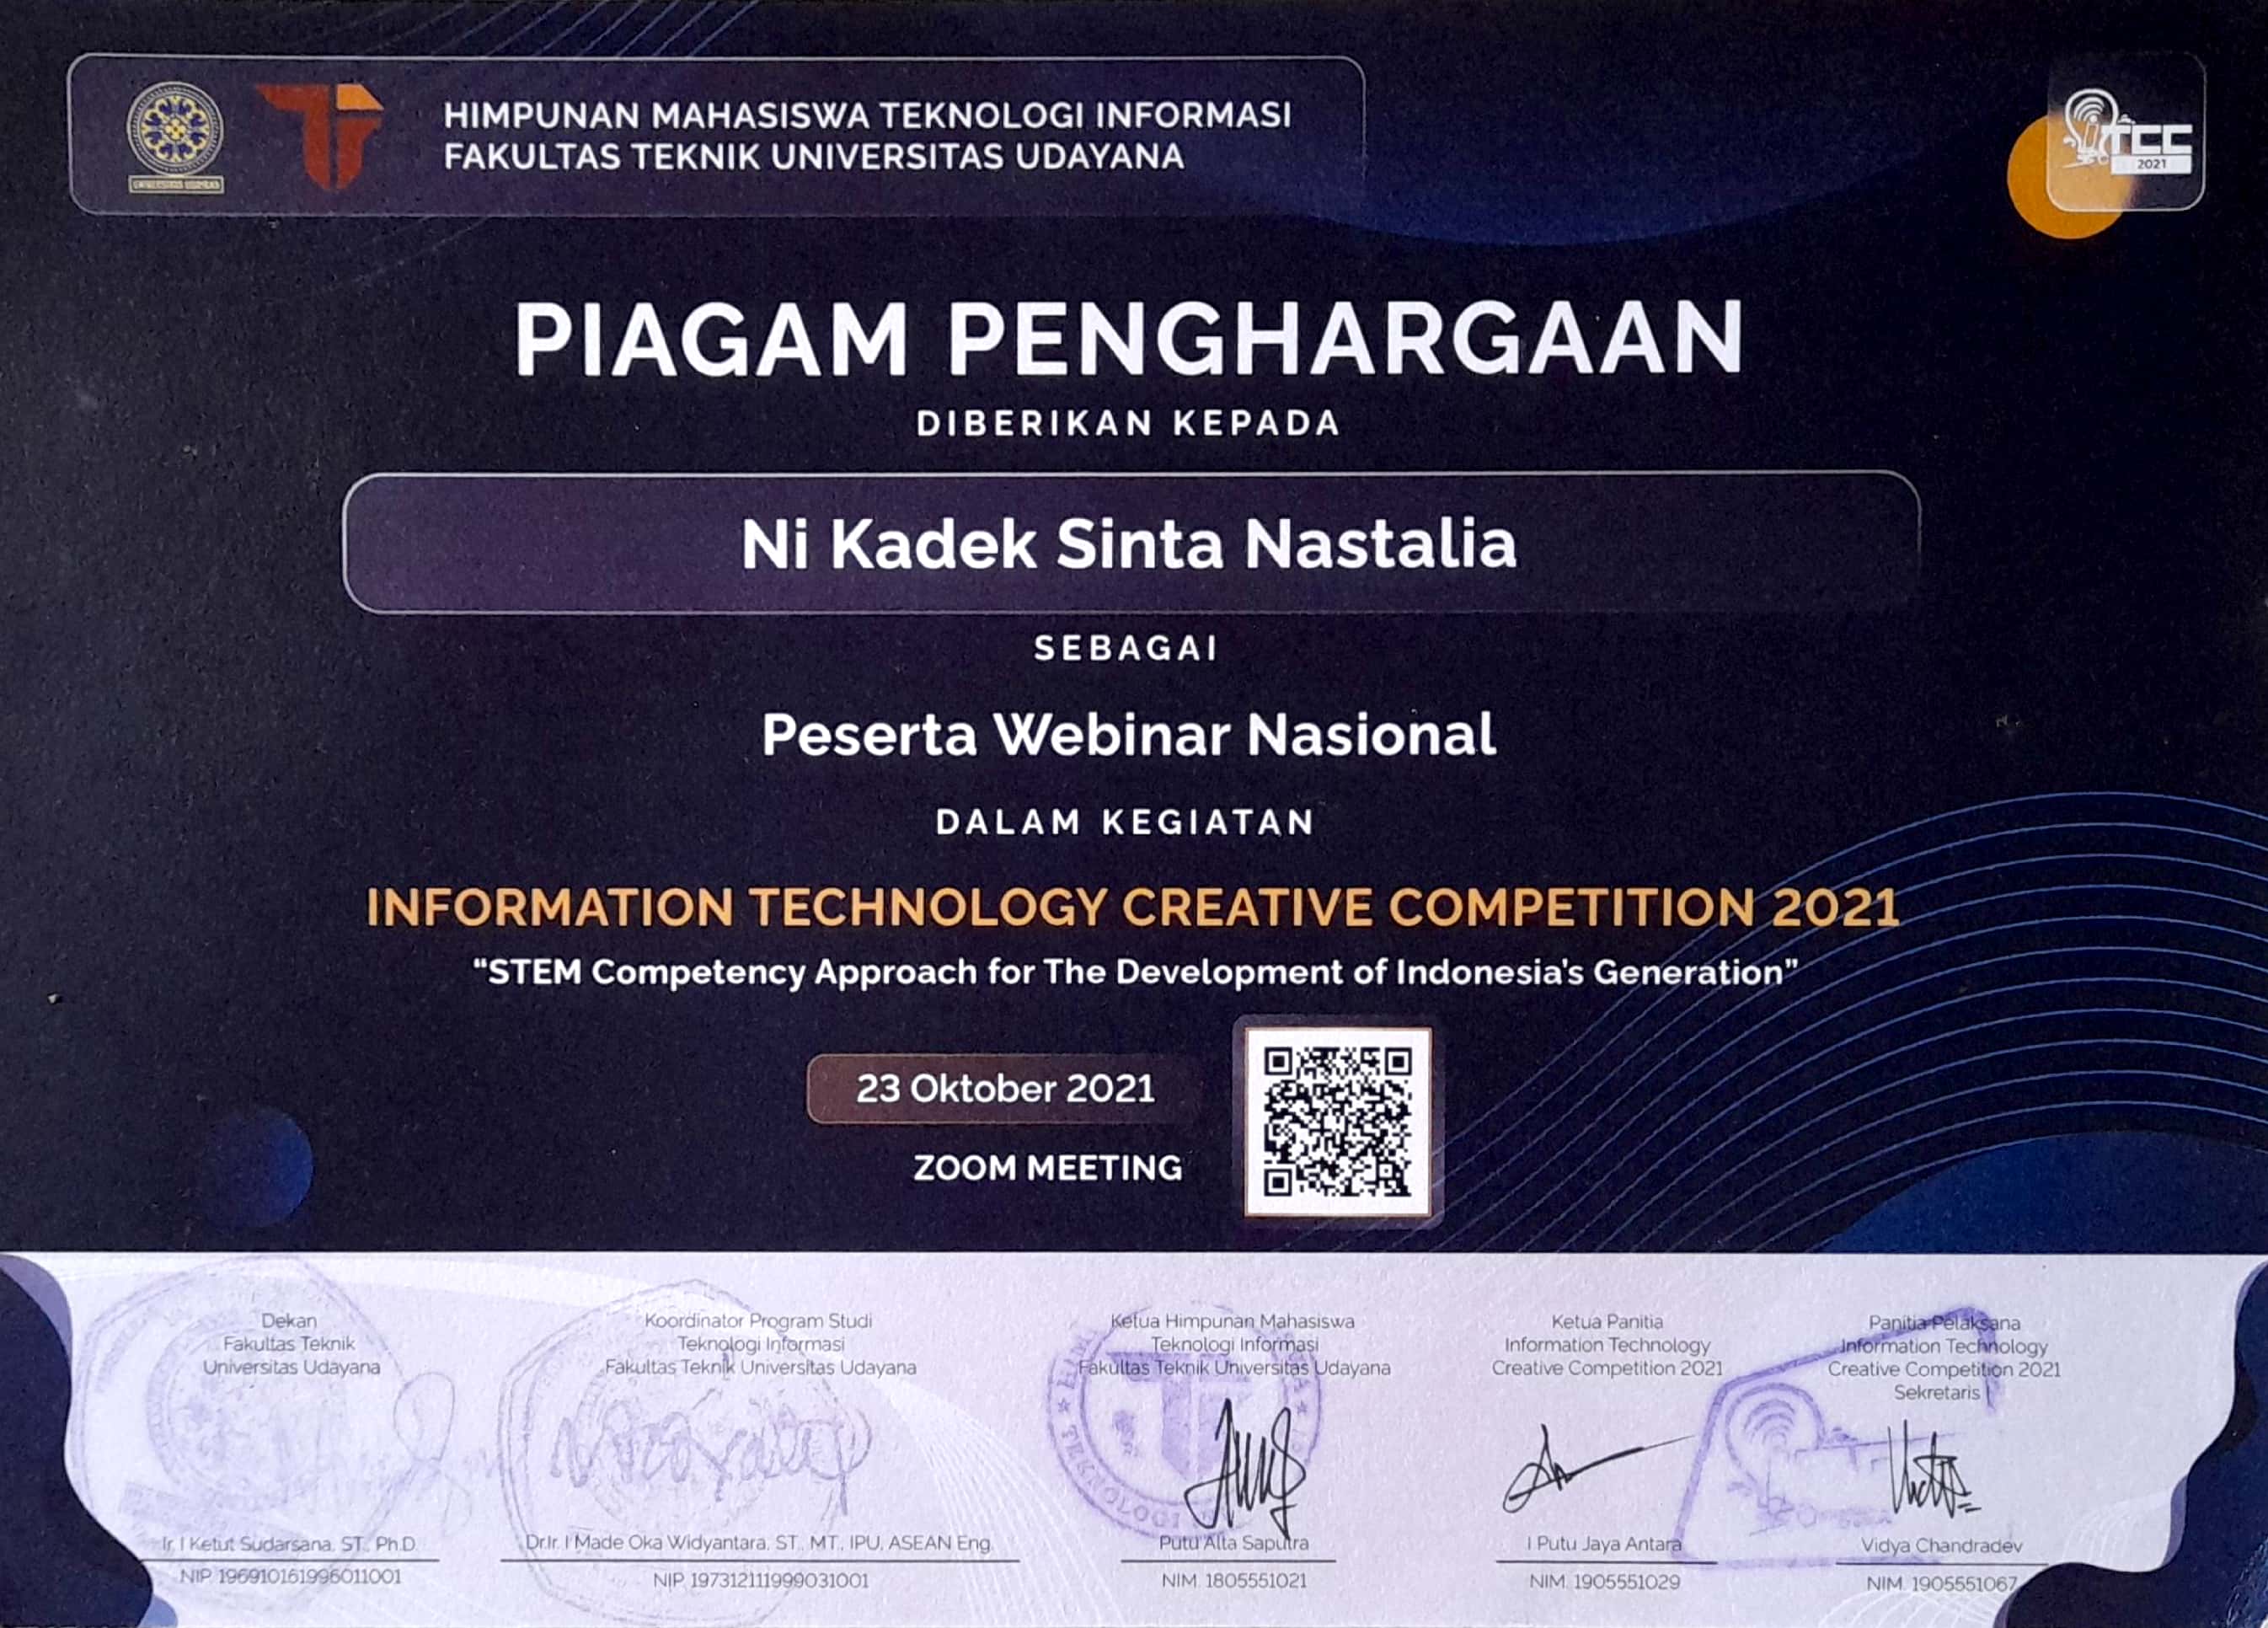 HIMPUNAN MAHASISWA TEKNOLOGI INFORMASI
FAKULTAS TEKNIK UNIVERSITAS UDAYANA
UNIVERSITAS UDAYANA
ITCC
2021
PIAGAM PENGHARGAAN
DIBERIKAN KEPADA
Ni Kadek Sinta Nastalia
SEBAGAI
Peserta Webinar Nasional
DALAM KEGIATAN
INFORMATION TECHNOLOGY CREATIVE COMPETITION 2021
“STEM Competency Approach for The Development of Indonesia's Generation”
23 Oktober 2021
ZOOM MEETING
Dekan
Fakultas Teknik
Universitas Udayana
Ir. I Ketut Sudarsana, ST., Ph.D.
NIP. 196910161996011001
Koordinator Program Studi
Teknologi Informasi
Fakultas Teknik Universitas Udayana
Dr.Ir. I Made Oka Widyantara, ST., MT., IPU, ASEAN Eng.
NIP. 197312111999031001
Ketua Himpunan Mahasiswa
Teknologi Informasi
Fakultas Teknik Universitas Udayana
TEKNOLOGI
Putu Alta Saputra
NIM. 1805551021
Ketua Panitia
Information Technology
Creative Competition 2021
I Putu Jaya Antara
NIM. 1905551029
Panitia Pelaksana
Information Technology
Creative Competition 2021
Sekretaris
Vidya Chandradev
NIM. 1905551067